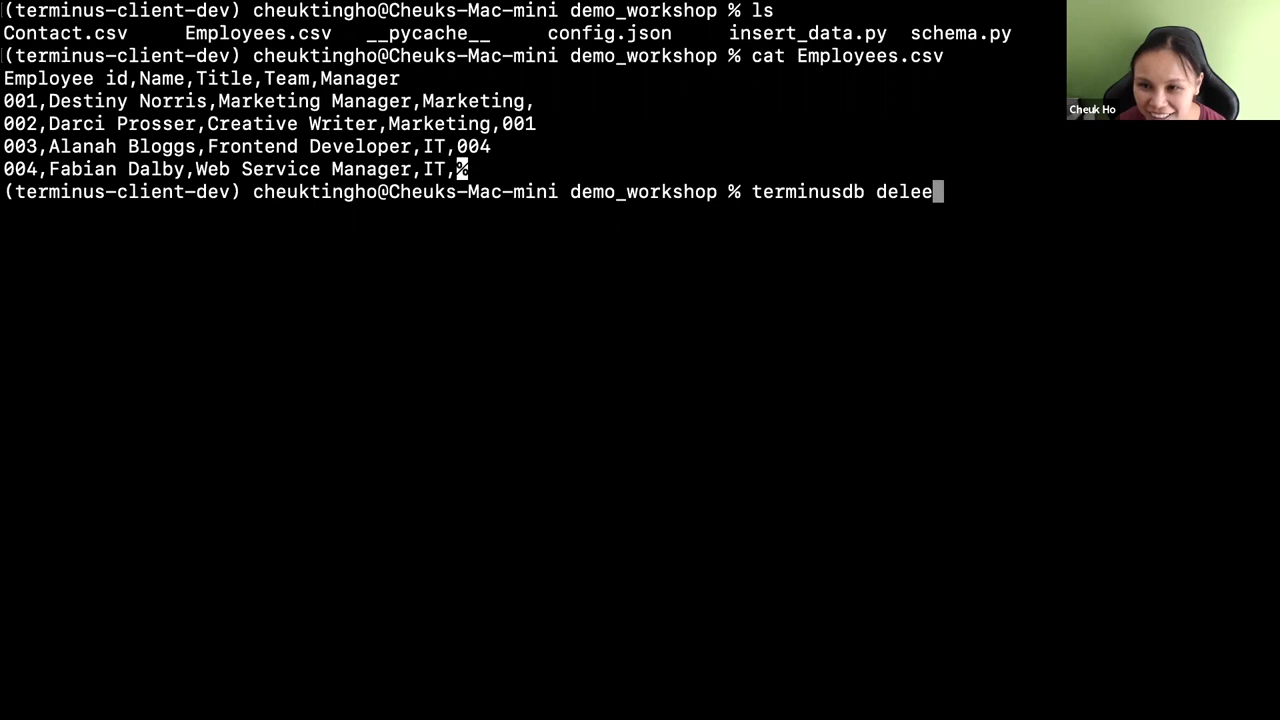 (terminus-client-dev) cheuktingho@Cheuks-Mac-mini demo_workshop % ls
Contact.csv Employees.csv __pycache__ config.json insert_data.py schema.py
(terminus-client-dev) cheuktingho@Cheuks-Mac-mini demo_workshop % cat Employees.csv
Employee id,Name,Title,Team,Manager
001,Destiny Norris,Marketing Manager,Marketing,
002,Darci Prosser,Creative Writer,Marketing,001
003,Alanah Bloggs,Frontend Developer,IT,004
004,Fabian Dalby,Web Service Manager,IT,%
(terminus-client-dev) cheuktingho@Cheuks-Mac-mini demo_workshop % terminusdb delee
Cheuk Ho